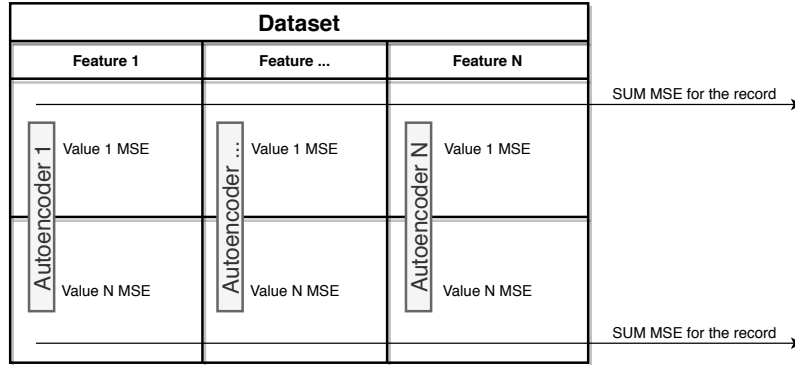 Dataset
Feature 1
Feature ...
Feature N
SUM MSE for the record
Autoencoder 1
Value 1 MSE
Autoencoder ...
Value 1 MSE
Autoencoder N
Value 1 MSE
Value N MSE
Value N MSE
Value N MSE
SUM MSE for the record